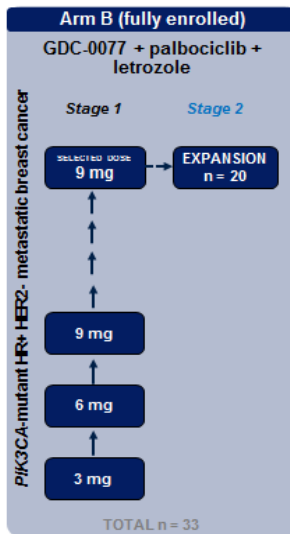 Arm B (fully enrolled)
GDC-0077 + palbociclib +
letrozole
Stage 1
Stage 2
PIK3CA-mutant HR+ HER2- metastatic breast cancer
SELECTED DOSE
9 mg
EXPANSION
n = 20
9 mg
6 mg
3 mg
TOTAL n = 33